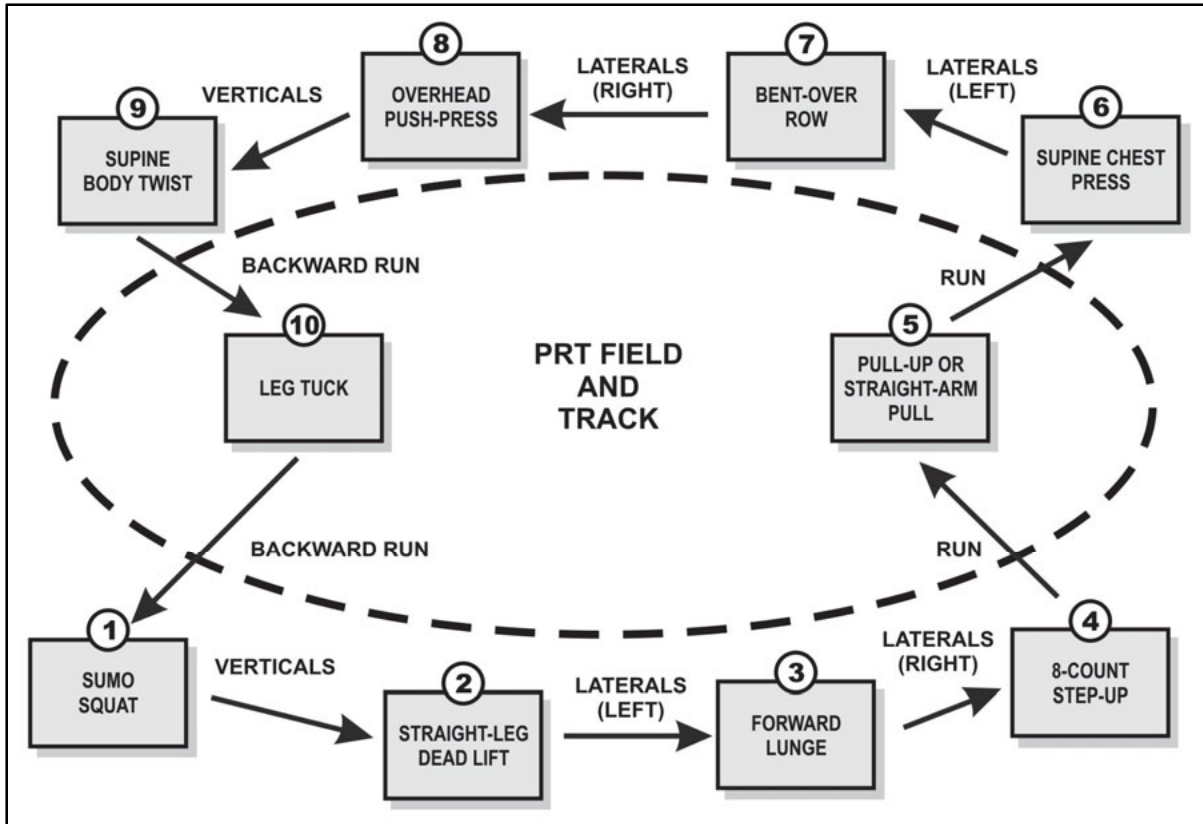 8
OVERHEAD
PUSH-PRESS
LATERALS
(RIGHT)
7
BENT-OVER
ROW
LATERALS
(LEFT)
6
SUPINE CHEST
PRESS
VERTICALS
9
SUPINE
BODY TWIST
BACKWARD RUN
RUN
10
LEG TUCK
PRT FIELD
AND
TRACK
5
PULL-UP OR
STRAIGHT-ARM
PULL
BACKWARD RUN
RUN
1
SUMO
SQUAT
VERTICALS
2
STRAIGHT-LEG
DEAD LIFT
LATERALS
(LEFT)
3
FORWARD
LUNGE
LATERALS
(RIGHT)
4
8-COUNT
STEP-UP